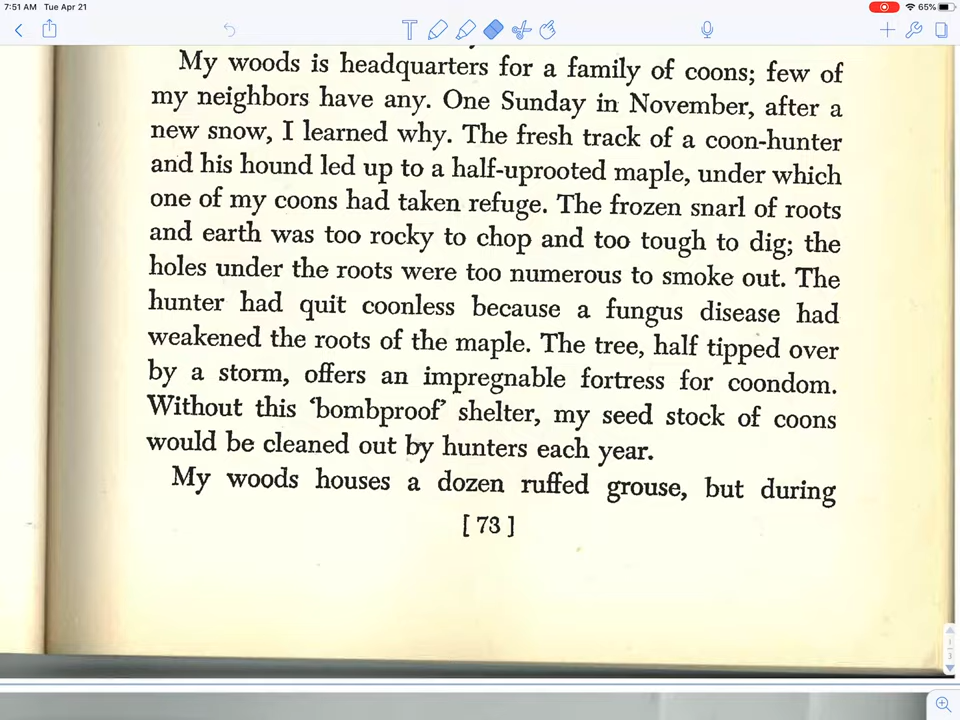 7:51 AM Tue Apr 21
65%
T
My woods is headquarters for a family of coons; few of
my neighbors have any. One Sunday in November, after a
new snow, I learned why. The fresh track of a coon-hunter
and his hound led up to a half-uprooted maple, under which
one of my coons had taken refuge. The frozen snarl of roots
and earth was too rocky to chop and too tough to dig; the
holes under the roots were too numerous to smoke out. The
hunter had quit coonless because a fungus disease had
weakened the roots of the maple. The tree, half tipped over
by a storm, offers an impregnable fortress for coondom.
Without this ‘bombproof’ shelter, my seed stock of coons
would be cleaned out by hunters each year.
My woods houses a dozen ruffed grouse, but during
[ 73 ]
1
3